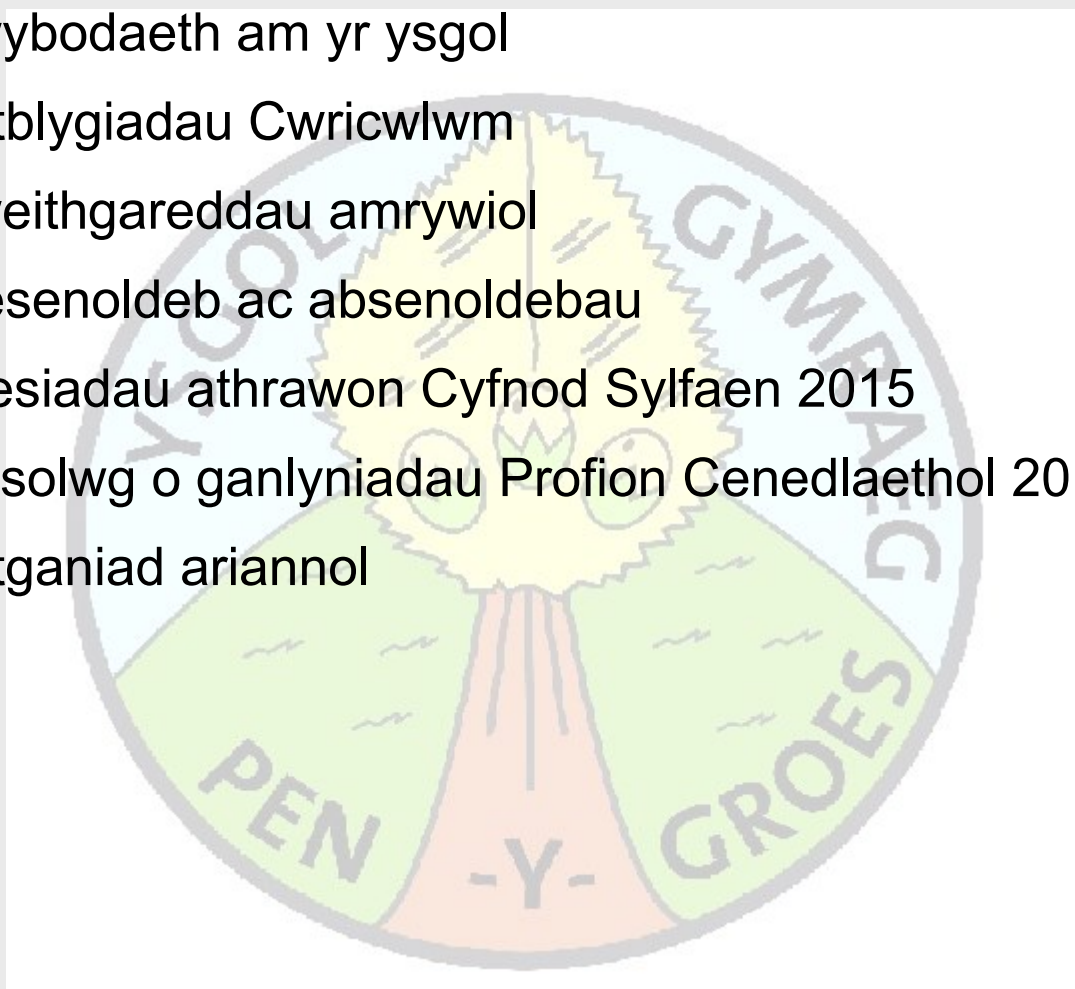 ybodaeth am yr ysgol
tblygiadau Cwricwlwm
eithgareddau amrywiol
esenoldeb ac absenoldebau
esiadau athrawon Cyfnod Sylfaen 2015
solwg o ganlyniadau Profion Cenedlaethol 20
tganiad ariannol
YSGOL GYMRAEG
PEN -Y- GROES